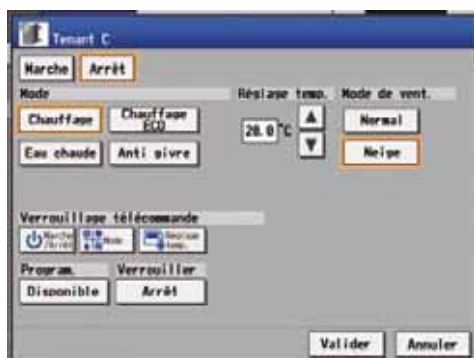 Tenant C
Marche Arrêt
Mode Réglage temp. Mode de vent.
Chauffage Chauffage ECO 20.0 °C Normal
Eau chaude Anti givre Neige
Verrouillage télécommande
Marche /Arrêt Mode Réglage temp.
Program. Verrouiller
Disponible Arrêt
Valider Annuler